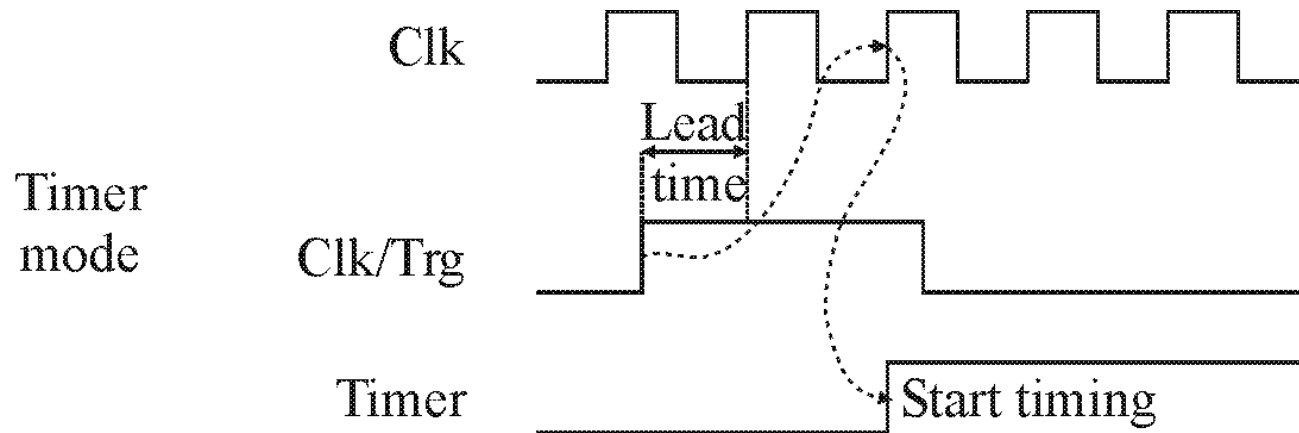 Clk
Lead
time
Timer
mode
Clk/Trg
Timer
Start timing